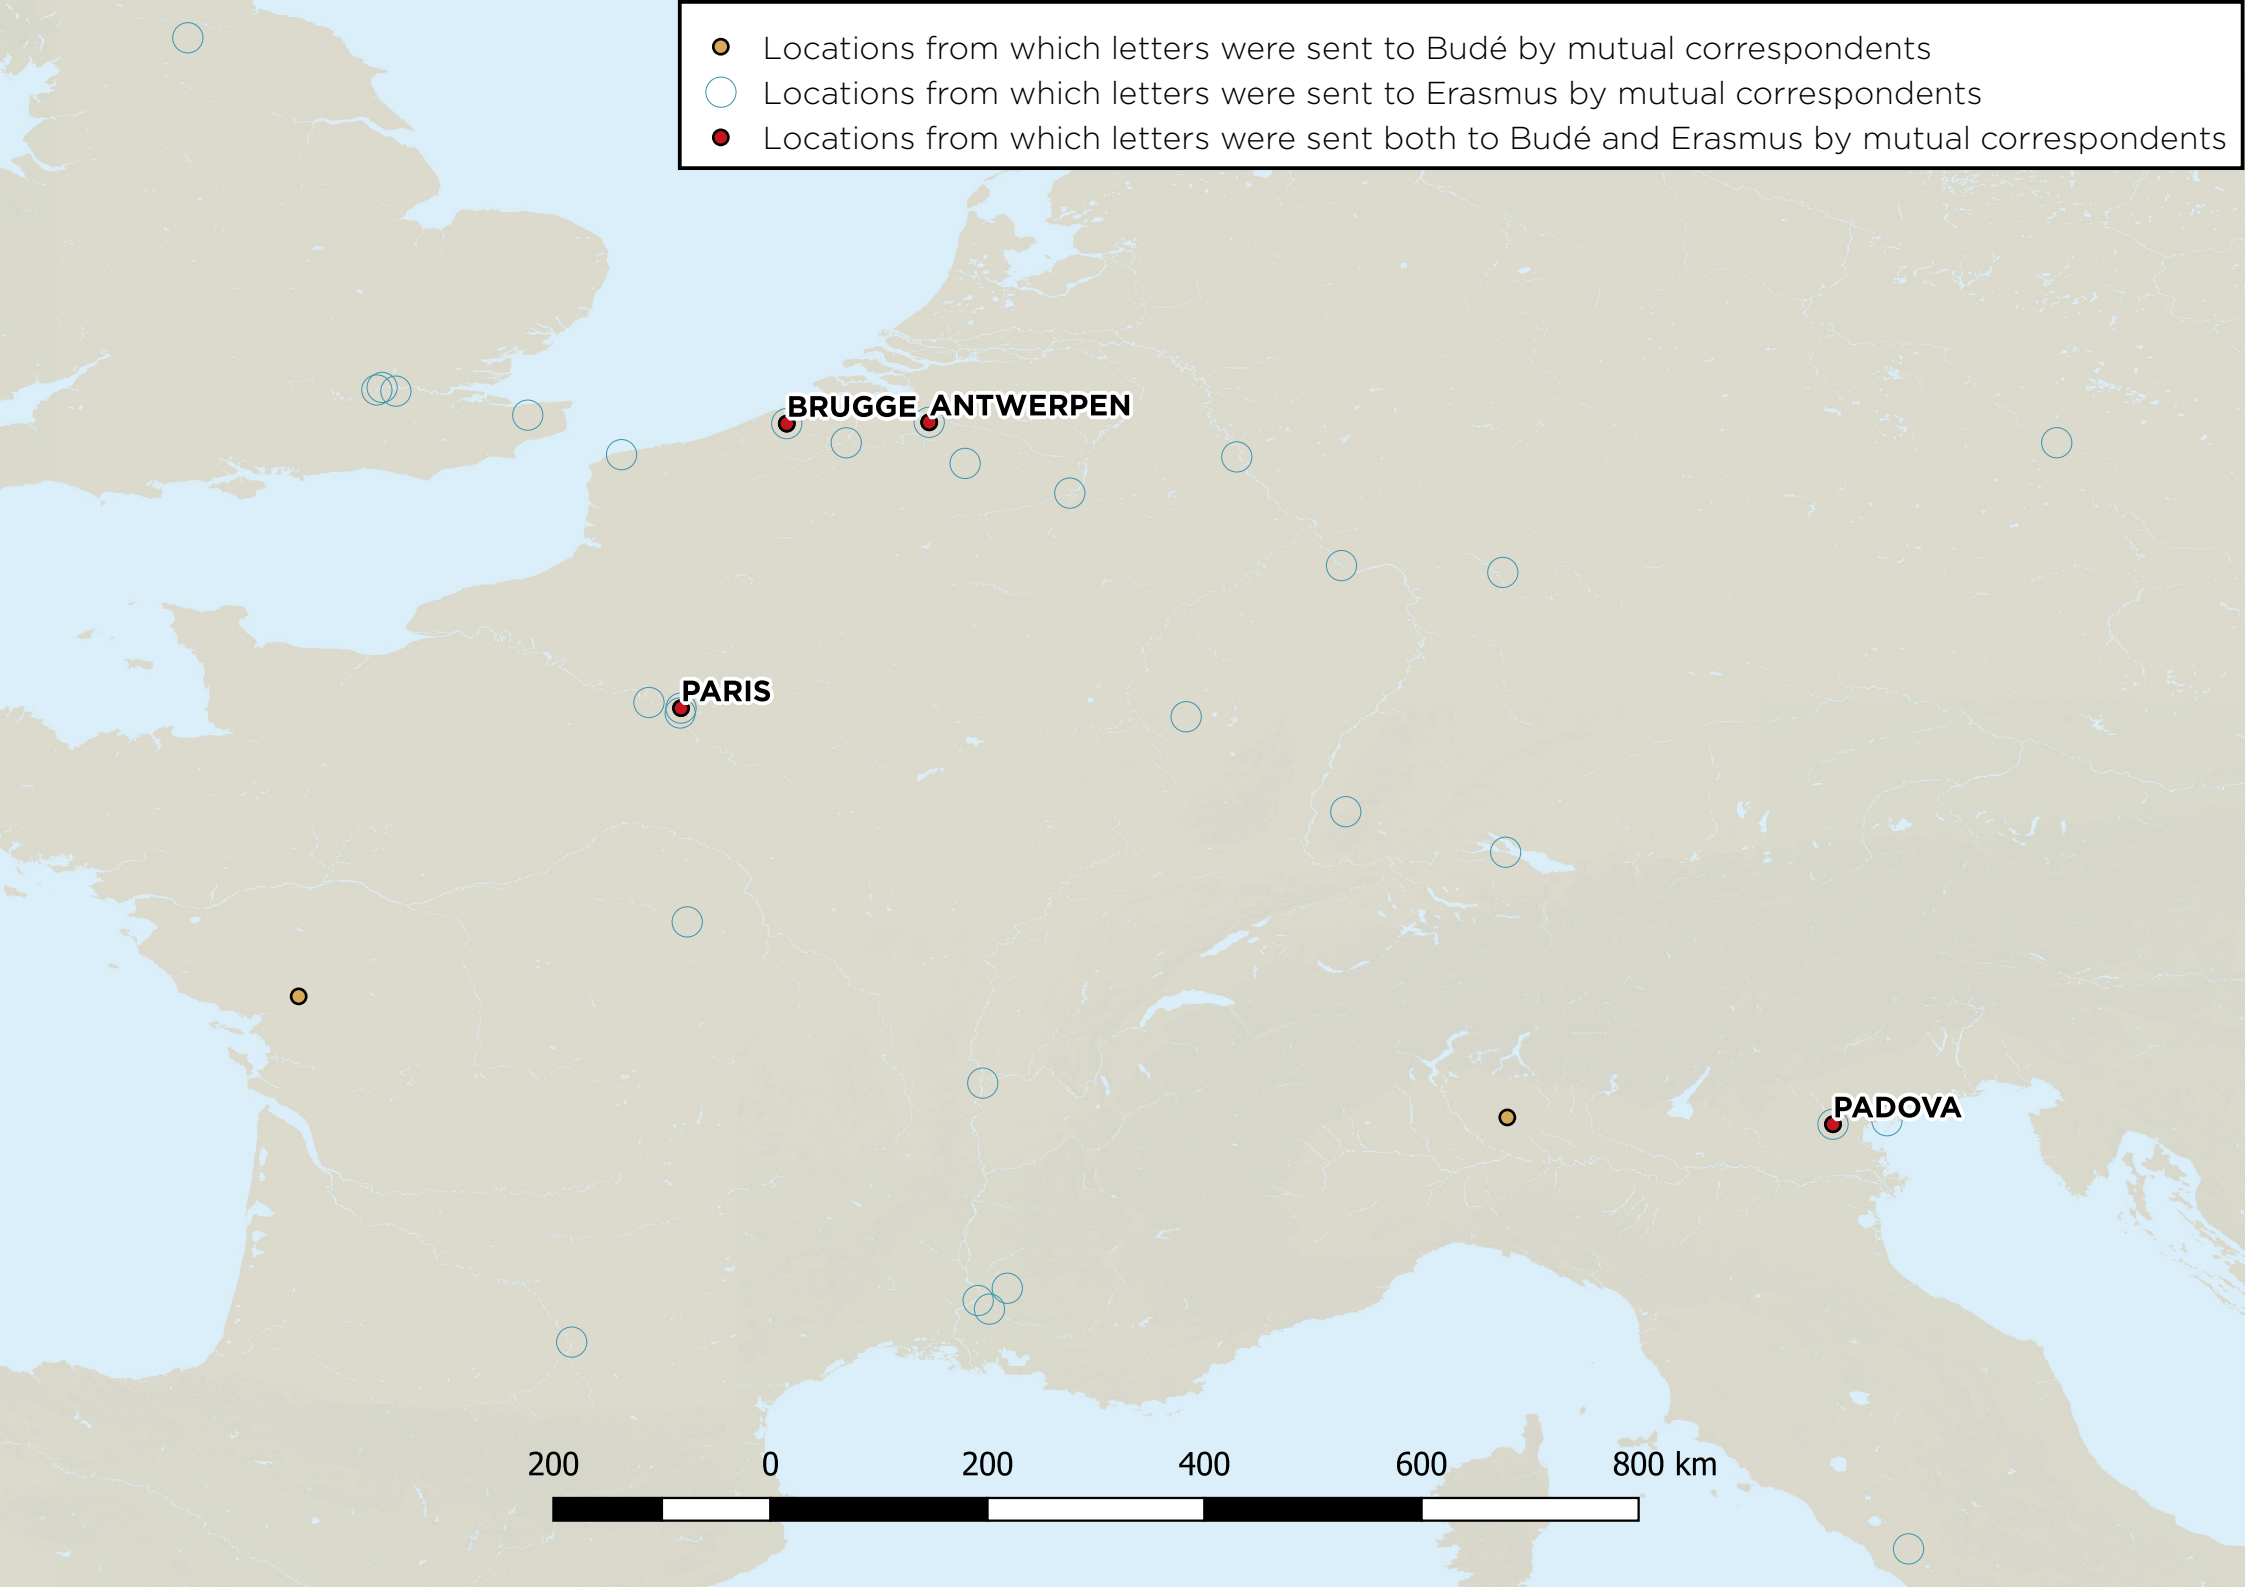 Locations from which letters were sent to Budé by mutual correspondents
Locations from which letters were sent to Erasmus by mutual correspondents
Locations from which letters were sent both to Budé and Erasmus by mutual correspondents
BRUGGE ANTWERPEN
PARIS
PADOVA
200 0 200 400 600 800 km